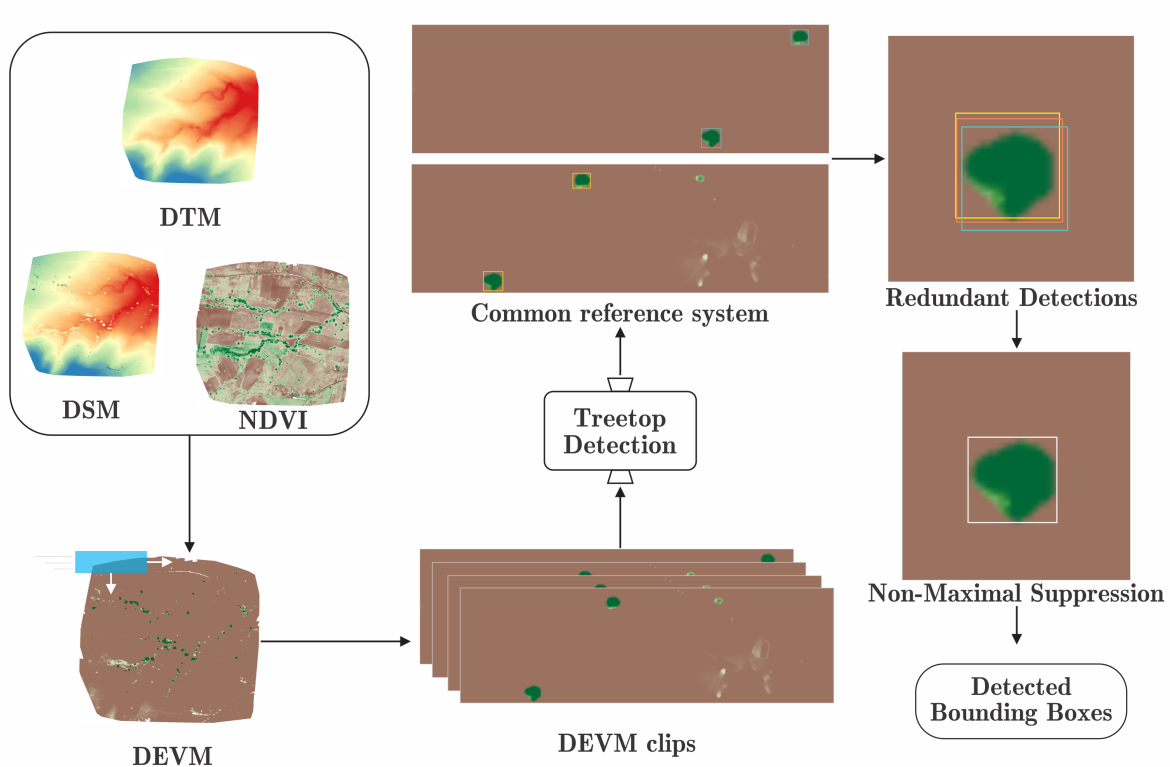 DTM
DSM
NDVI
DEVM
DEVM clips
Treetop
Detection
Common reference system
Redundant Detections
Non-Maximal Suppression
Detected
Bounding Boxes